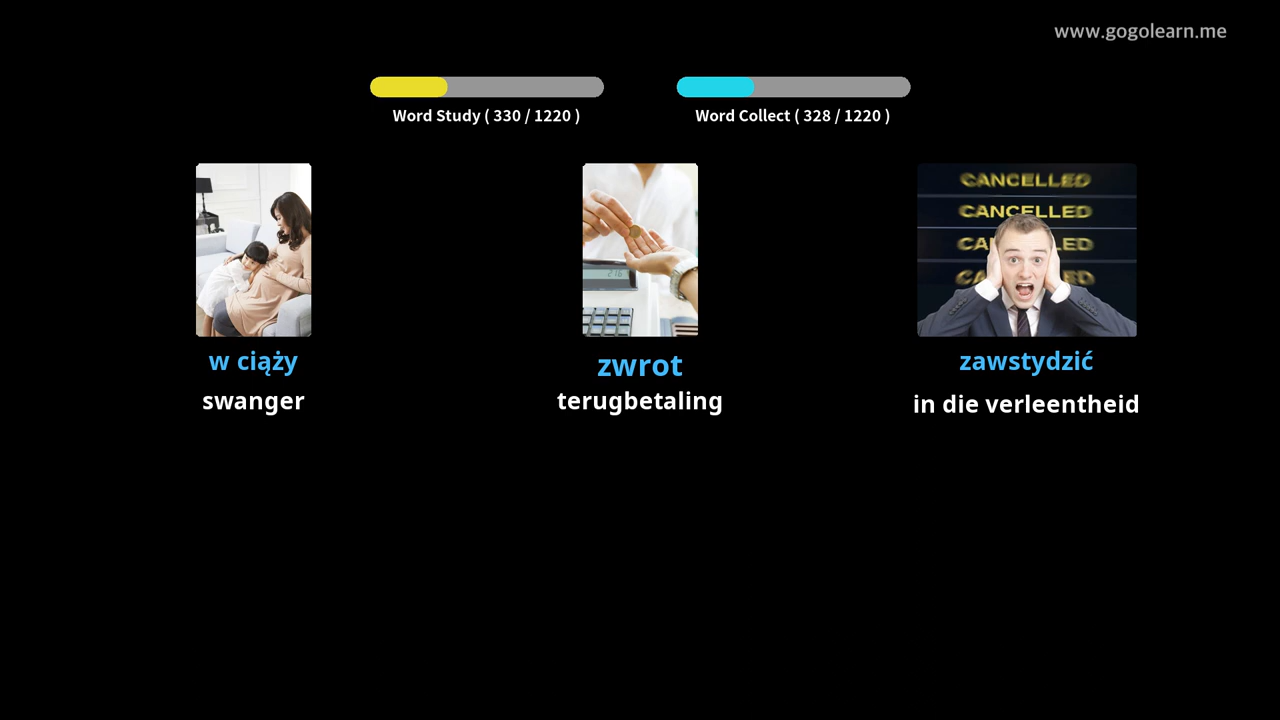 www.gogolearn.me
Word Study ( 330 / 1220 )
Word Collect ( 328 / 1220 )
CANCELLED
CANCELLED
216
w ciąży
zwrot
zawstydzić
swanger
terugbetaling
in die verleentheid